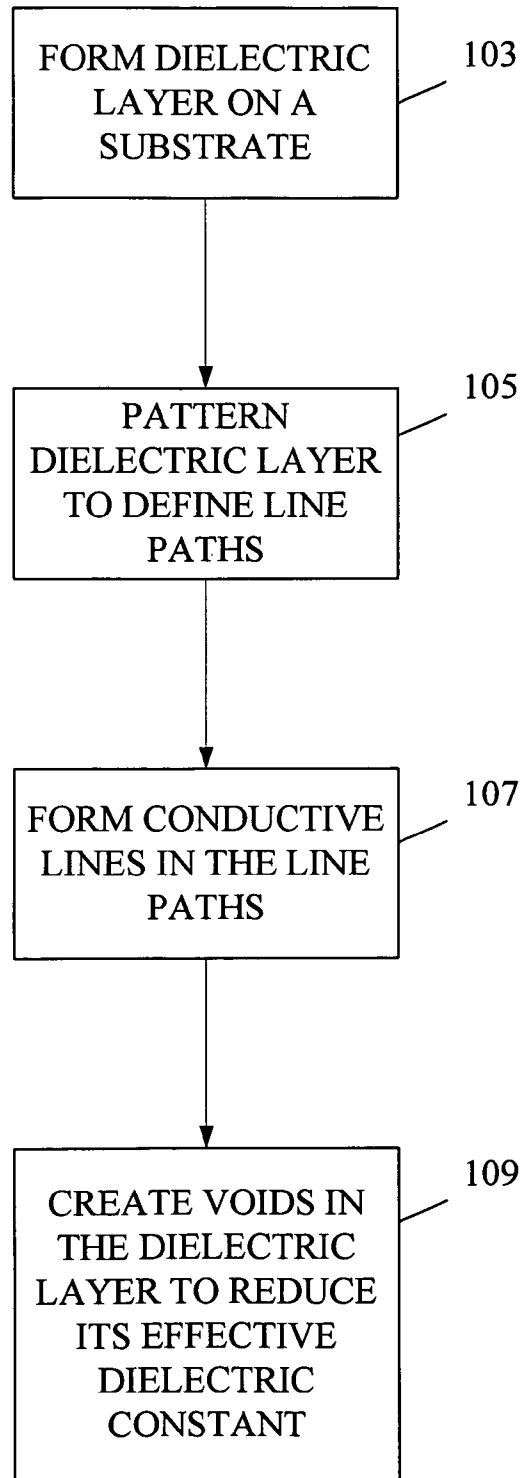 FORM DIELECTRIC
LAYER ON A
SUBSTRATE
103
PATTERN
DIELECTRIC LAYER
TO DEFINE LINE
PATHS
105
FORM CONDUCTIVE
LINES IN THE LINE
PATHS
107
CREATE VOIDS IN
THE DIELECTRIC
LAYER TO REDUCE
ITS EFFECTIVE
DIELECTRIC
CONSTANT
109